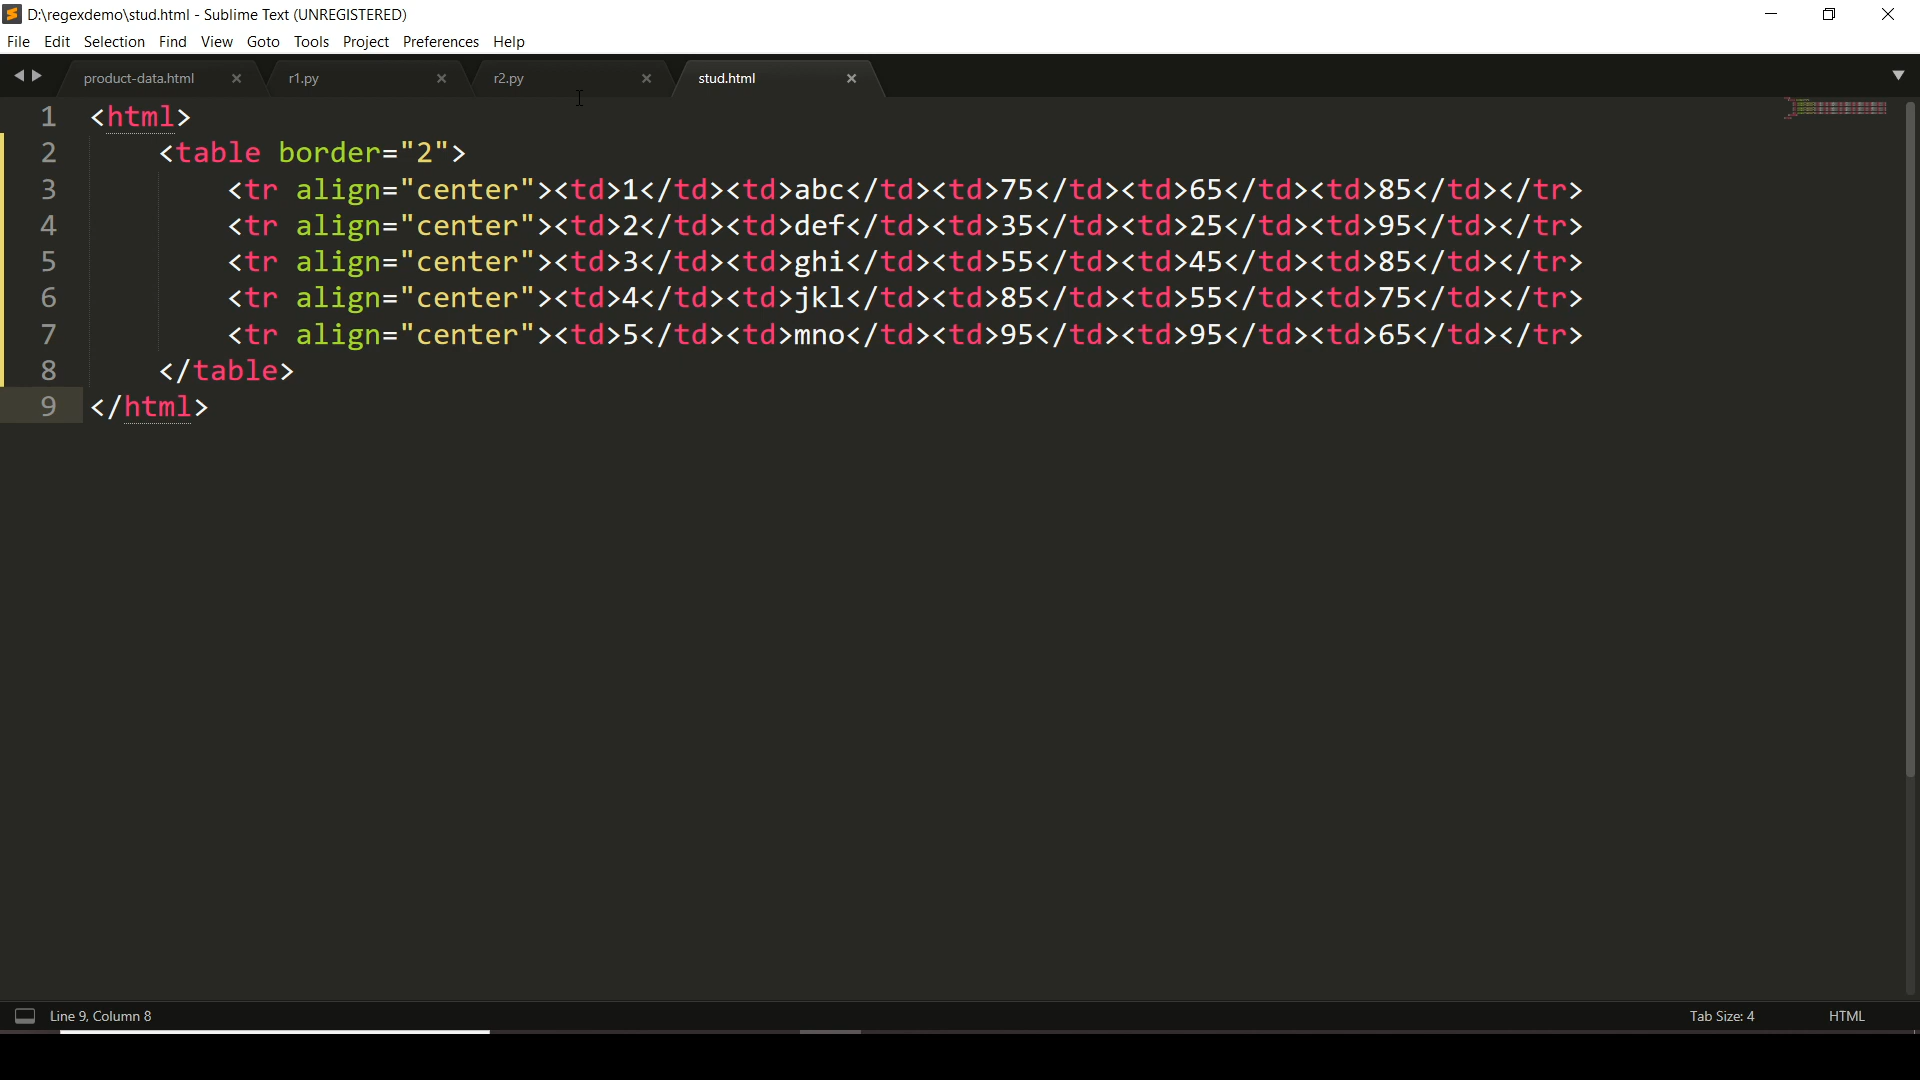 D:\regexdemo\stud.html - Sublime Text (UNREGISTERED)
File Edit Selection Find View Goto Tools Project Preferences Help
product-data.html r1.py r2.py stud.html
1 <html>
2 <table border="2">
3 <tr align="center"><td>1</td><td>abc</td><td>75</td><td>65</td><td>85</td></tr>
4 <tr align="center"><td>2</td><td>def</td><td>35</td><td>25</td><td>95</td></tr>
5 <tr align="center"><td>3</td><td>ghi</td><td>55</td><td>45</td><td>85</td></tr>
6 <tr align="center"><td>4</td><td>jkl</td><td>85</td><td>55</td><td>75</td></tr>
7 <tr align="center"><td>5</td><td>mno</td><td>95</td><td>95</td><td>65</td></tr>
8 </table>
9 </html>
Line 9, Column 8 Tab Size: 4 HTML